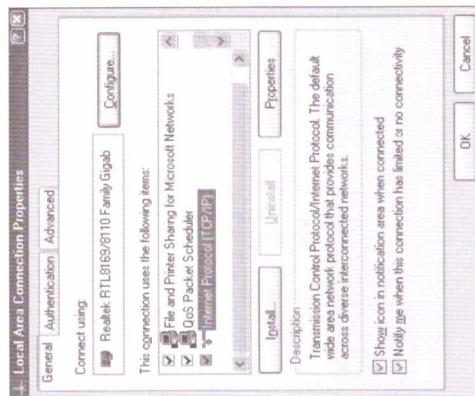 Local Area Connection Properties
General Authentication Advanced
Connect using:
Realtek RTL8169/8110 Family Gigab
Configure...
This connection uses the following items:
File and Printer Sharing for Microsoft Networks
QoS Packet Scheduler
Internet Protocol (TCP/IP)
Install... Uninstall Properties
Description
Transmission Control Protocol/Internet Protocol. The default
wide area network protocol that provides communication
across diverse interconnected networks.
Show icon in notification area when connected
Notify me when this connection has limited or no connectivity
OK Cancel